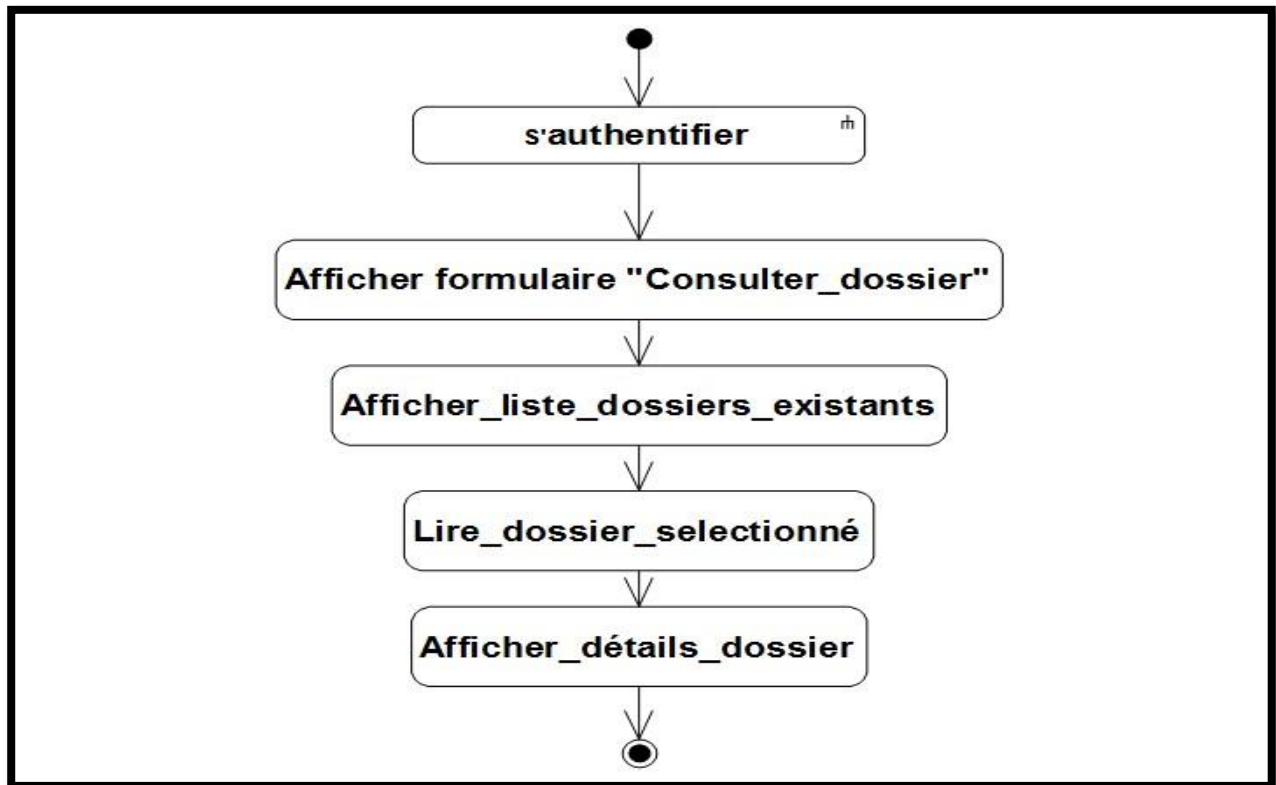 s'authentifier
Afficher formulaire "Consulter_dossier"
Afficher_liste_dossiers_existants
Lire_dossier_selectionné
Afficher_détails_dossier